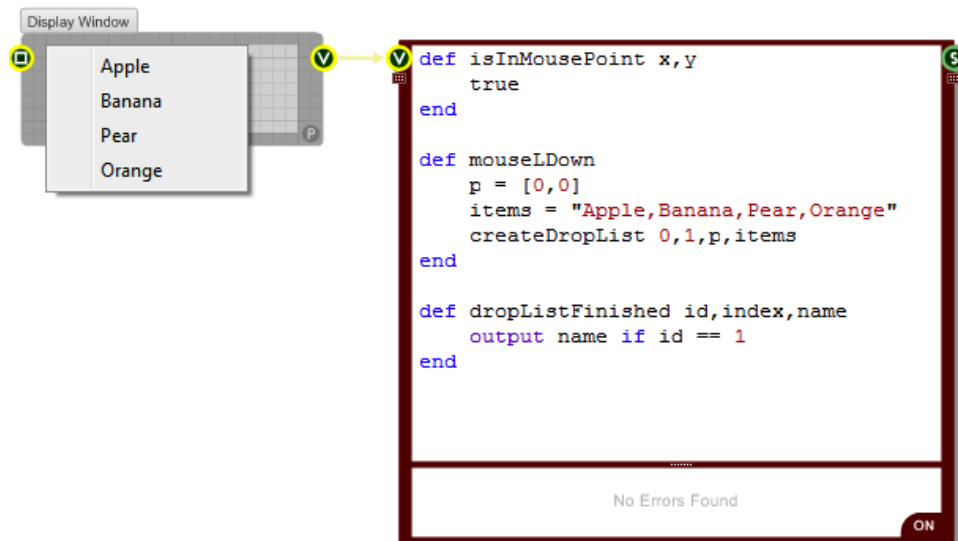 Display Window
Apple
Banana
Pear
Orange
P
V
V
def isInMousePoint x,y
    true
end
def mouseLDown
    p = [0,0]
    items = "Apple,Banana,Pear,Orange"
    createDropList 0,1,p,items
end
def dropListFinished id,index,name
    output name if id == 1
end
S
No Errors Found
ON